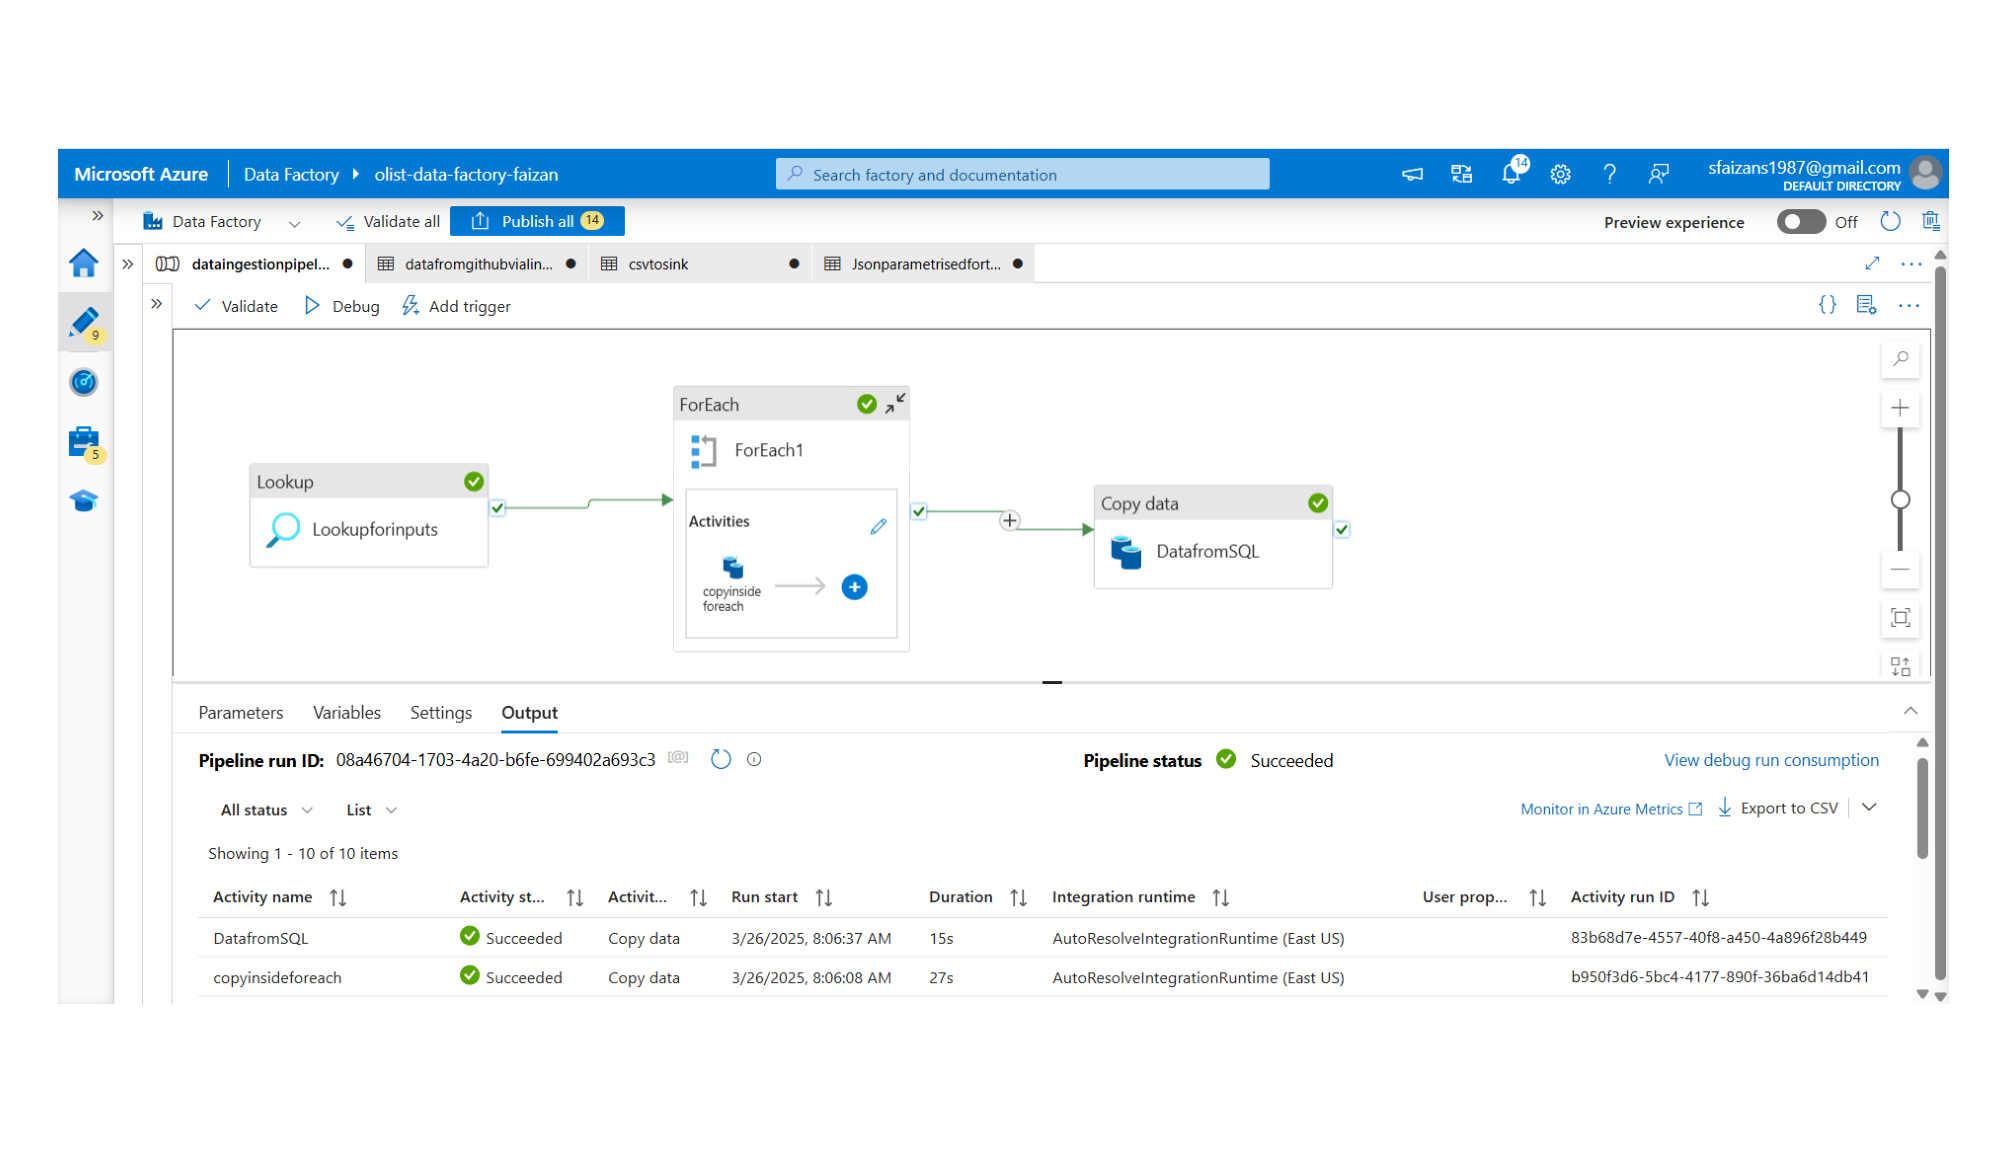 Microsoft Azure Data Factory olist-data-factory-faizan Search factory and documentation 14 sfaizans1987@gmail.com
DEFAULT DIRECTORY
Data Factory Validate all Publish all 14 Preview experience Off
dataingestionpipel... datafromgithubvialin... csvtosink Jsonparametrisedfort...
Validate Debug Add trigger
9
5
ForEach
ForEach1
Lookup
Lookupforinputs
Activities
copyinside
foreach
Copy data
DatafromSQL
Parameters Variables Settings Output
Pipeline run ID: 08a46704-1703-4a20-b6fe-699402a693c3 [@] Pipeline status Succeeded View debug run consumption
All status List Monitor in Azure Metrics Export to CSV
Showing 1 - 10 of 10 items
Activity name Activity st... Activit... Run start Duration Integration runtime User prop... Activity run ID
DatafromSQL Succeeded Copy data 3/26/2025, 8:06:37 AM 15s AutoResolveIntegrationRuntime (East US) 83b68d7e-4557-40f8-a450-4a896f28b449
copyinsideforeach Succeeded Copy data 3/26/2025, 8:06:08 AM 27s AutoResolveIntegrationRuntime (East US) b950f3d6-5bc4-4177-890f-36ba6d14db41